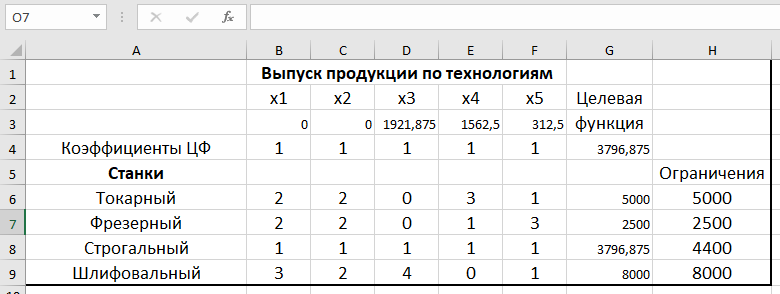 O7 fx
A B C D E F G H
1 Выпуск продукции по технологиям
2 x1 x2 x3 x4 x5 Целевая
3 0 0 1921,875 1562,5 312,5 функция
4 Коэффициенты ЦФ 1 1 1 1 1 3796,875
5 Станки Ограничения
6 Токарный 2 2 0 3 1 5000 5000
7 Фрезерный 2 2 0 1 3 2500 2500
8 Строгальный 1 1 1 1 1 3796,875 4400
9 Шлифовальный 3 2 4 0 1 8000 8000